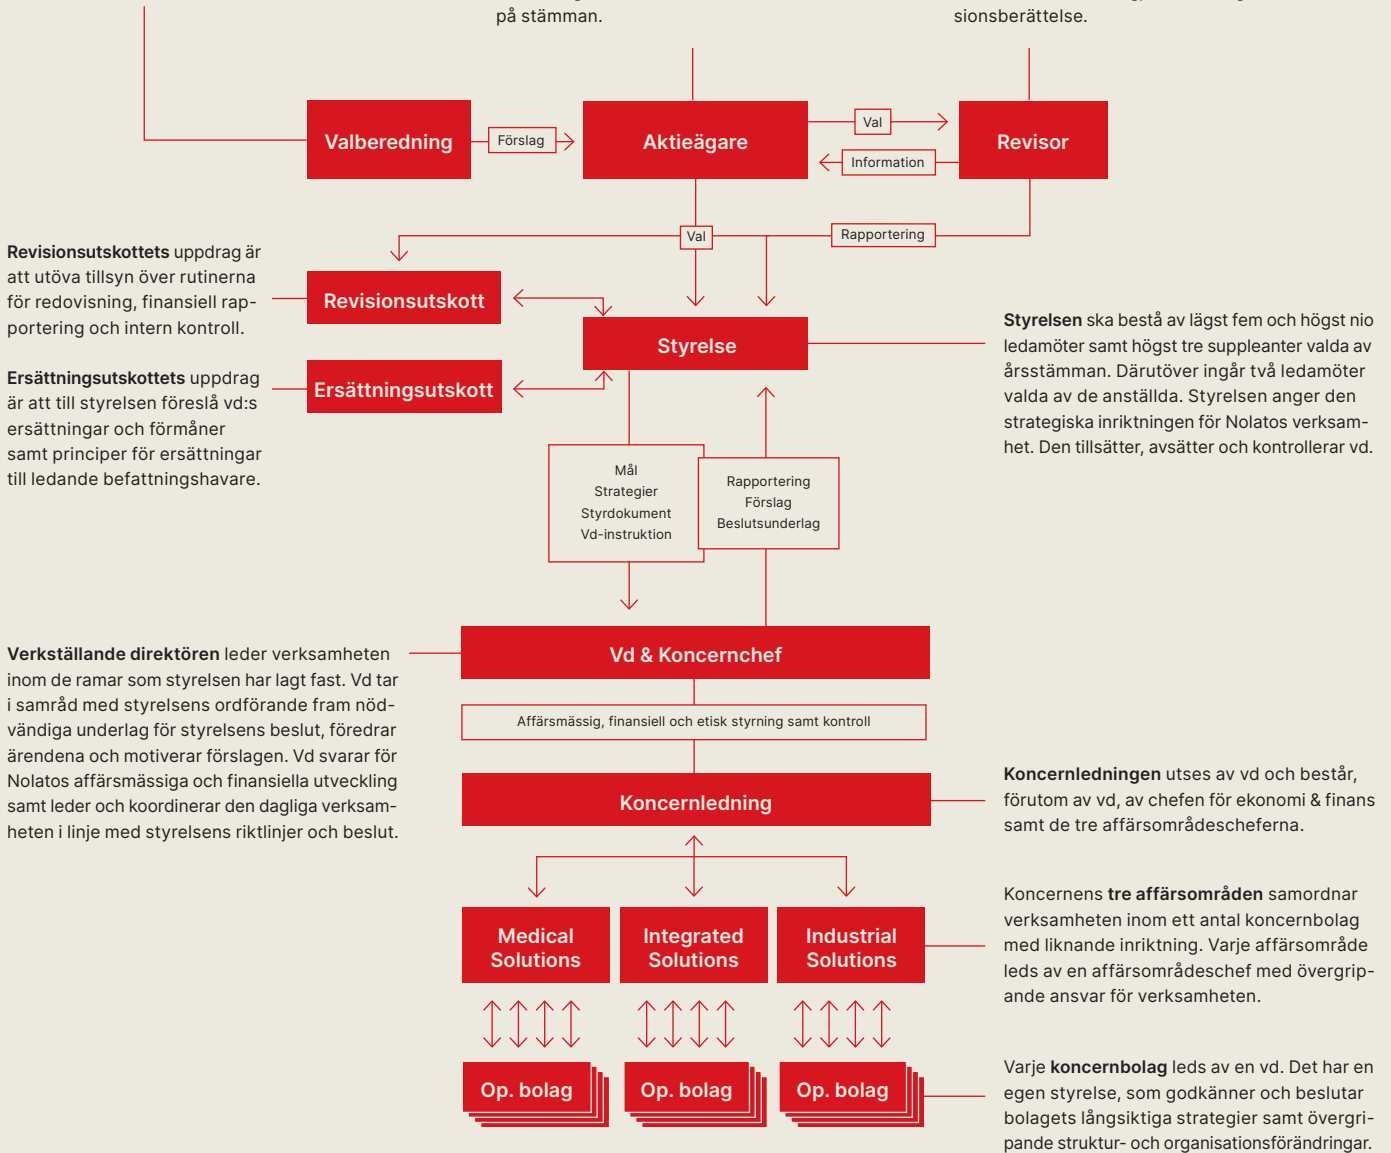 på stämman.
sionsberättelse.
Valberedning
Förslag
Aktieägare
Val
Information
Revisor
Val
Rapportering
Revisionsutskottets uppdrag är
att utöva tillsyn över rutinerna
för redovisning, finansiell rap-
portering och intern kontroll.
Revisionsutskott
Styrelse
Styrelsen ska bestå av lägst fem och högst nio
ledamöter samt högst tre suppleanter valda av
årsstämman. Därutöver ingår två ledamöter
valda av de anställda. Styrelsen anger den
strategiska inriktningen för Nolatos verksam-
het. Den tillsätter, avsätter och kontrollerar vd.
Ersättningsutskottets uppdrag
är att till styrelsen föreslå vd:s
ersättningar och förmåner
samt principer för ersättningar
till ledande befattningshavare.
Ersättningsutskott
Mål
Strategier
Styrdokument
Vd-instruktion
Rapportering
Förslag
Beslutsunderlag
Verkställande direktören leder verksamheten
inom de ramar som styrelsen har lagt fast. Vd tar
i samråd med styrelsens ordförande fram nöd-
vändiga underlag för styrelsens beslut, föredrar
ärendena och motiverar förslagen. Vd svarar för
Nolatos affärsmässiga och finansiella utveckling
samt leder och koordinerar den dagliga verksam-
heten i linje med styrelsens riktlinjer och beslut.
Vd & Koncernchef
Affärsmässig, finansiell och etisk styrning samt kontroll
Koncernledning
Koncernledningen utses av vd och består,
förutom av vd, av chefen för ekonomi & finans
samt de tre affärsområdescheferna.
Medical
Solutions
Integrated
Solutions
Industrial
Solutions
Koncernens tre affärsområden samordnar
verksamheten inom ett antal koncernbolag
med liknande inriktning. Varje affärsområde
leds av en affärsområdeschef med övergrip-
ande ansvar för verksamheten.
Op. bolag
Op. bolag
Op. bolag
Varje koncernbolag leds av en vd. Det har en
egen styrelse, som godkänner och beslutar
bolagets långsiktiga strategier samt övergri-
pande struktur- och organisationsförändringar.